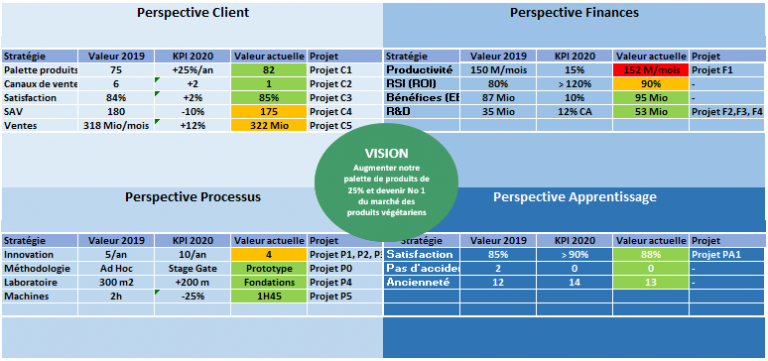 Perspective Client
Stratégie Valeur 2019 KPI 2020 Valeur actuelle Projet
Palette produits 75 +25%/an 82 Projet C1
Canaux de vente 6 +2 1 Projet C2
Satisfaction 84% +2% 85% Projet C3
SAV 180 -10% 175 Projet C4
Ventes 318 Mio/mois +12% 322 Mio Projet C5
Perspective Finances
Stratégie Valeur 2019 KPI 2020 Valeur actuelle Projet
Productivité 150 M/mois 15% 152 M/mois Projet F1
RSI (ROI) 80% > 120% 90% -
Bénéfices (EE 87 Mio 10% 95 Mio -
R&D 35 Mio 12% CA 53 Mio Projet F2,F3, F4
VISION
Augmenter notre
palette de produits de
25% et devenir No 1
du marché des
produits végétariens
Perspective Processus
Stratégie Valeur 2019 KPI 2020 Valeur actuelle Projet
Innovation 5/an 10/an 4 Projet P1, P2, P3
Méthodologie Ad Hoc Stage Gate Prototype Projet P0
Laboratoire 300 m2 +200 m Fondations Projet P4
Machines 2h -25% 1H45 Projet P5
Perspective Apprentissage
Stratégie Valeur 2019 KPI 2020 Valeur actuelle Projet
Satisfaction 85% > 90% 88% Projet PA1
Pas d'accider 2 0 0 -
Ancienneté 12 14 13 -